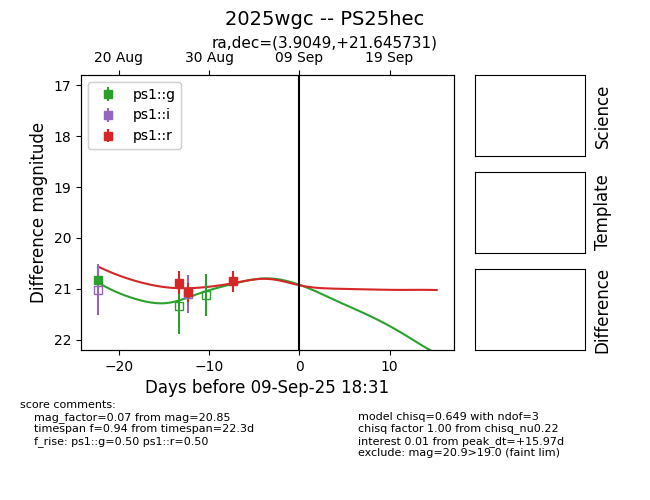 2025wgc -- PS25hec
ra,dec=(3.9049,+21.645731)
20 Aug 30 Aug 09 Sep 19 Sep
ps1::g
ps1::i
ps1::r
17
18
19
20
21
22
Difference magnitude
−20 −10 0 10
Days before 09-Sep-25 18:31
Science
Template
Difference
score comments:
mag_factor=0.07 from mag=20.85
timespan f=0.94 from timespan=22.3d
f_rise: ps1::g=0.50 ps1::r=0.50
model chisq=0.649 with ndof=3
chisq factor 1.00 from chisq_nu0.22
interest 0.01 from peak_dt=+15.97d
exclude: mag=20.9>19.0 (faint lim)